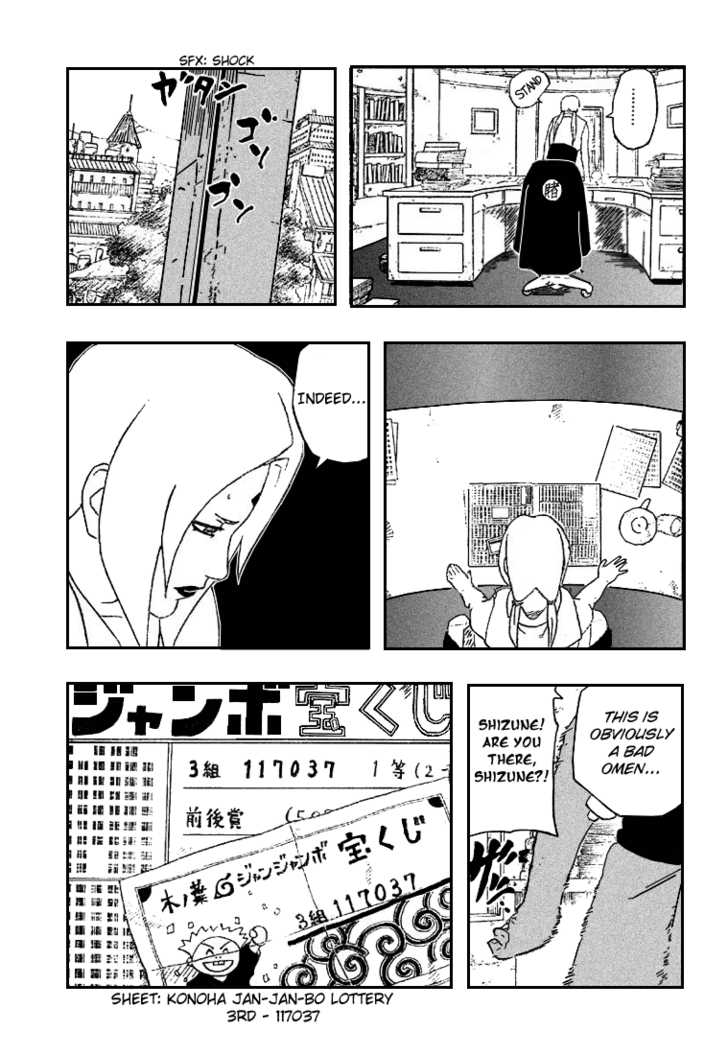 ........
STAND
賭
SFX: SHOCK
ガタン
ゴン
ゴン
INDEED...
THIS IS
OBVIOUSLY
A BAD
OMEN...
SHIZUNE!
ARE YOU
THERE,
SHIZUNE?!
ジャンボ宝くじ
3組 117037 1等(2-
前後賞
木ノ葉 ジャンジャンボ 宝くじ
3組 117037
SHEET: KONOHA JAN-JAN-BO LOTTERY
3RD - 117037